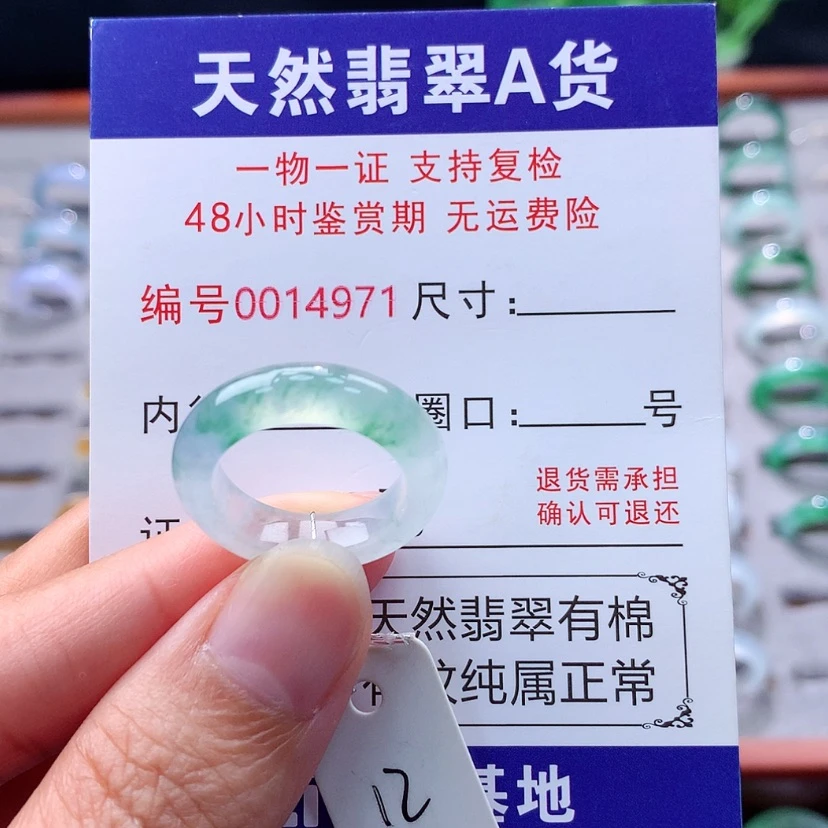 天然翡翠A货
一物一证 支持复检
48小时鉴赏期 无运费险
编号0014971 尺寸:
内 圈口: 号
退货需承担
确认可退还
证
天然翡翠有棉
有 纹纯属正常
12
基地